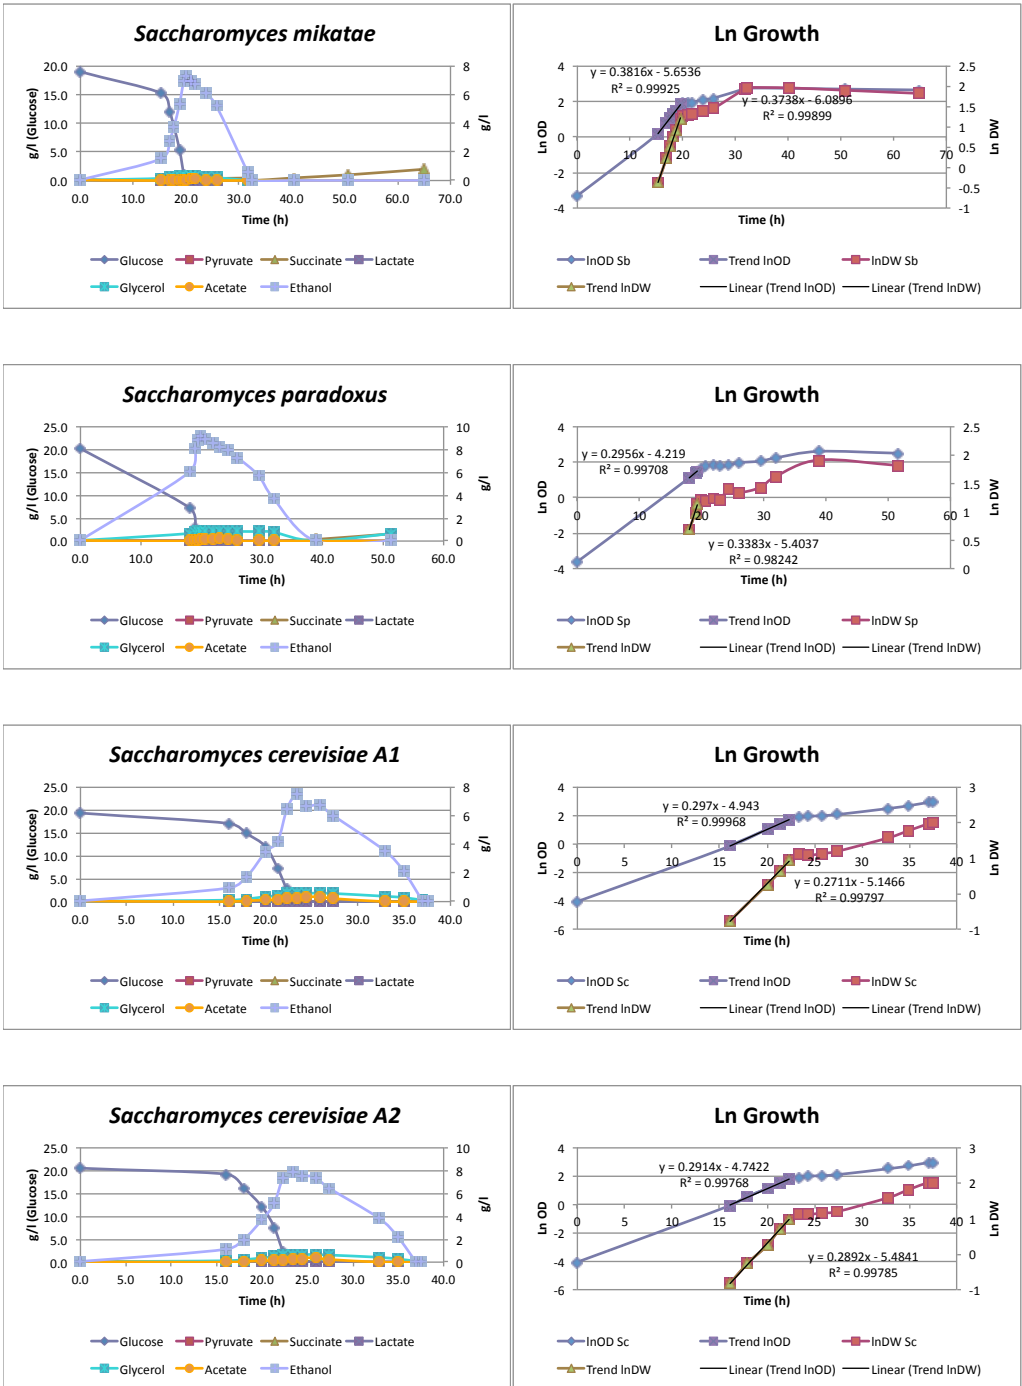 Saccharomyces mikatae
20.0
15.0
10.0
5.0
0.0
g/l (Glucose)
8
6
4
2
0
g/l
0.0 10.0 20.0 30.0 40.0 50.0 60.0 70.0
Time (h)
Glucose Pyruvate Succinate Lactate
Glycerol Acetate Ethanol
Ln Growth
y = 0.3816x - 5.6536
R² = 0.99925
y = 0.3738x - 6.0896
R² = 0.99899
4
2
0
-2
-4
Ln OD
2.5
2
1.5
1
0.5
0
-0.5
-1
Ln DW
0 10 20 30 40 50 60 70
Time (h)
lnOD Sb Trend lnOD lnDW Sb
Trend lnDW Linear (Trend lnOD) Linear (Trend lnDW)
Saccharomyces paradoxus
25.0
20.0
15.0
10.0
5.0
0.0
g/l (Glucose)
10
8
6
4
2
0
g/l
0.0 10.0 20.0 30.0 40.0 50.0 60.0
Time (h)
Glucose Pyruvate Succinate Lactate
Glycerol Acetate Ethanol
Ln Growth
y = 0.2956x - 4.219
R² = 0.99708
y = 0.3383x - 5.4037
R² = 0.98242
4
2
0
-2
-4
Ln OD
2.5
2
1.5
1
0.5
0
Ln DW
0 10 20 30 40 50 60
Time (h)
lnOD Sp Trend lnOD lnDW Sp
Trend lnDW Linear (Trend lnOD) Linear (Trend lnDW)
Saccharomyces cerevisiae A1
25.0
20.0
15.0
10.0
5.0
0.0
g/l (Glucose)
8
6
4
2
0
g/l
0.0 5.0 10.0 15.0 20.0 25.0 30.0 35.0 40.0
Time (h)
Glucose Pyruvate Succinate Lactate
Glycerol Acetate Ethanol
Ln Growth
y = 0.297x - 4.943
R² = 0.99968
y = 0.2711x - 5.1466
R² = 0.99797
4
2
0
-2
-4
-6
Ln OD
3
2
1
0
-1
Ln DW
0 5 10 15 20 25 30 35 40
Time (h)
lnOD Sc Trend lnOD lnDW Sc
Trend lnDW Linear (Trend lnOD) Linear (Trend lnDW)
Saccharomyces cerevisiae A2
25.0
20.0
15.0
10.0
5.0
0.0
g/l (Glucose)
10
8
6
4
2
0
g/l
0.0 5.0 10.0 15.0 20.0 25.0 30.0 35.0 40.0
Time (h)
Glucose Pyruvate Succinate Lactate
Glycerol Acetate Ethanol
Ln Growth
y = 0.2914x - 4.7422
R² = 0.99768
y = 0.2892x - 5.4841
R² = 0.99785
4
2
0
-2
-4
-6
Ln OD
3
2
1
0
-1
Ln DW
0 5 10 15 20 25 30 35 40
Time (h)
lnOD Sc Trend lnOD lnDW Sc
Trend lnDW Linear (Trend lnOD) Linear (Trend lnDW)